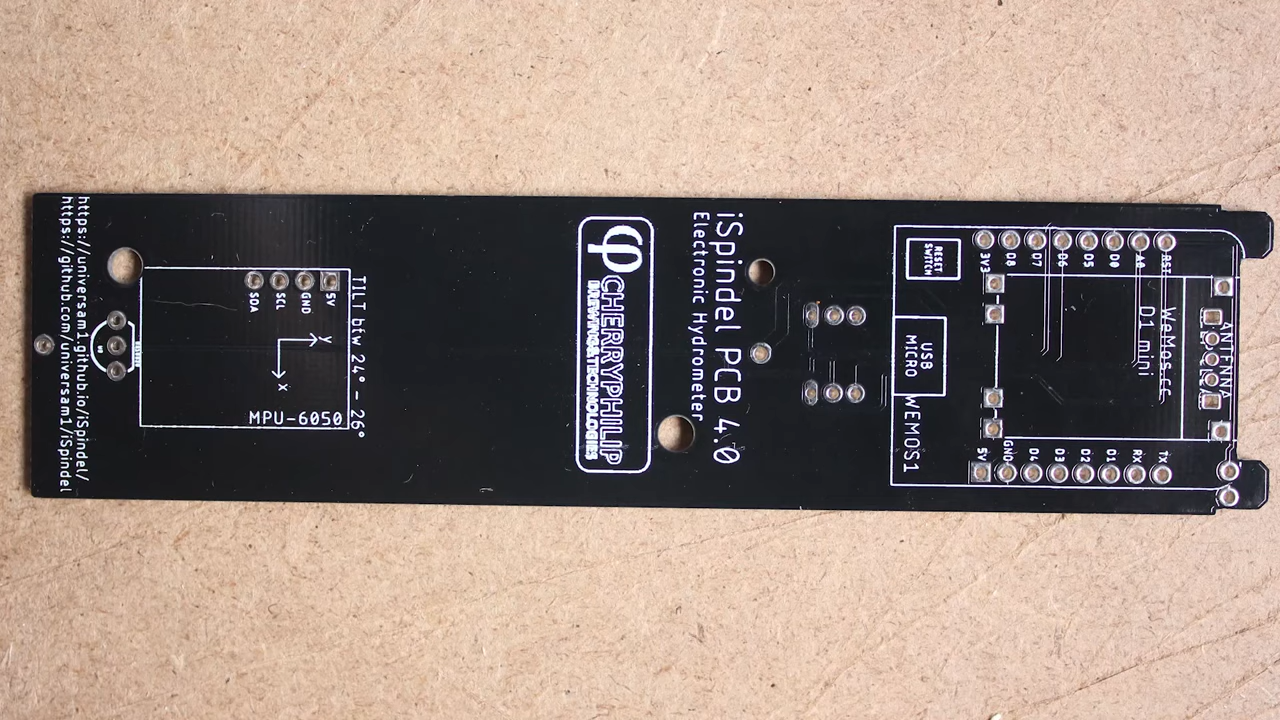 https://universam1.github.io/iSpindel/
https://github.com/universam1/iSpindel
SDA
SCL
GND
5V
Y
X
MPU-6050
TILT btw 24° - 26°
φ CHERRYPHILIP
BREWING&TECHNOLOGIES
iSpindel PCB 4.0
Electronic Hydrometer
RESET
SWITCH
USB
MICRO
WEMOS1
3V3
D8
D7
D6
D5
D0
A0
RST
WeMos.cc
D1 mini
ANTENNA
5V
GND
D4
D3
D2
D1
RX
TX